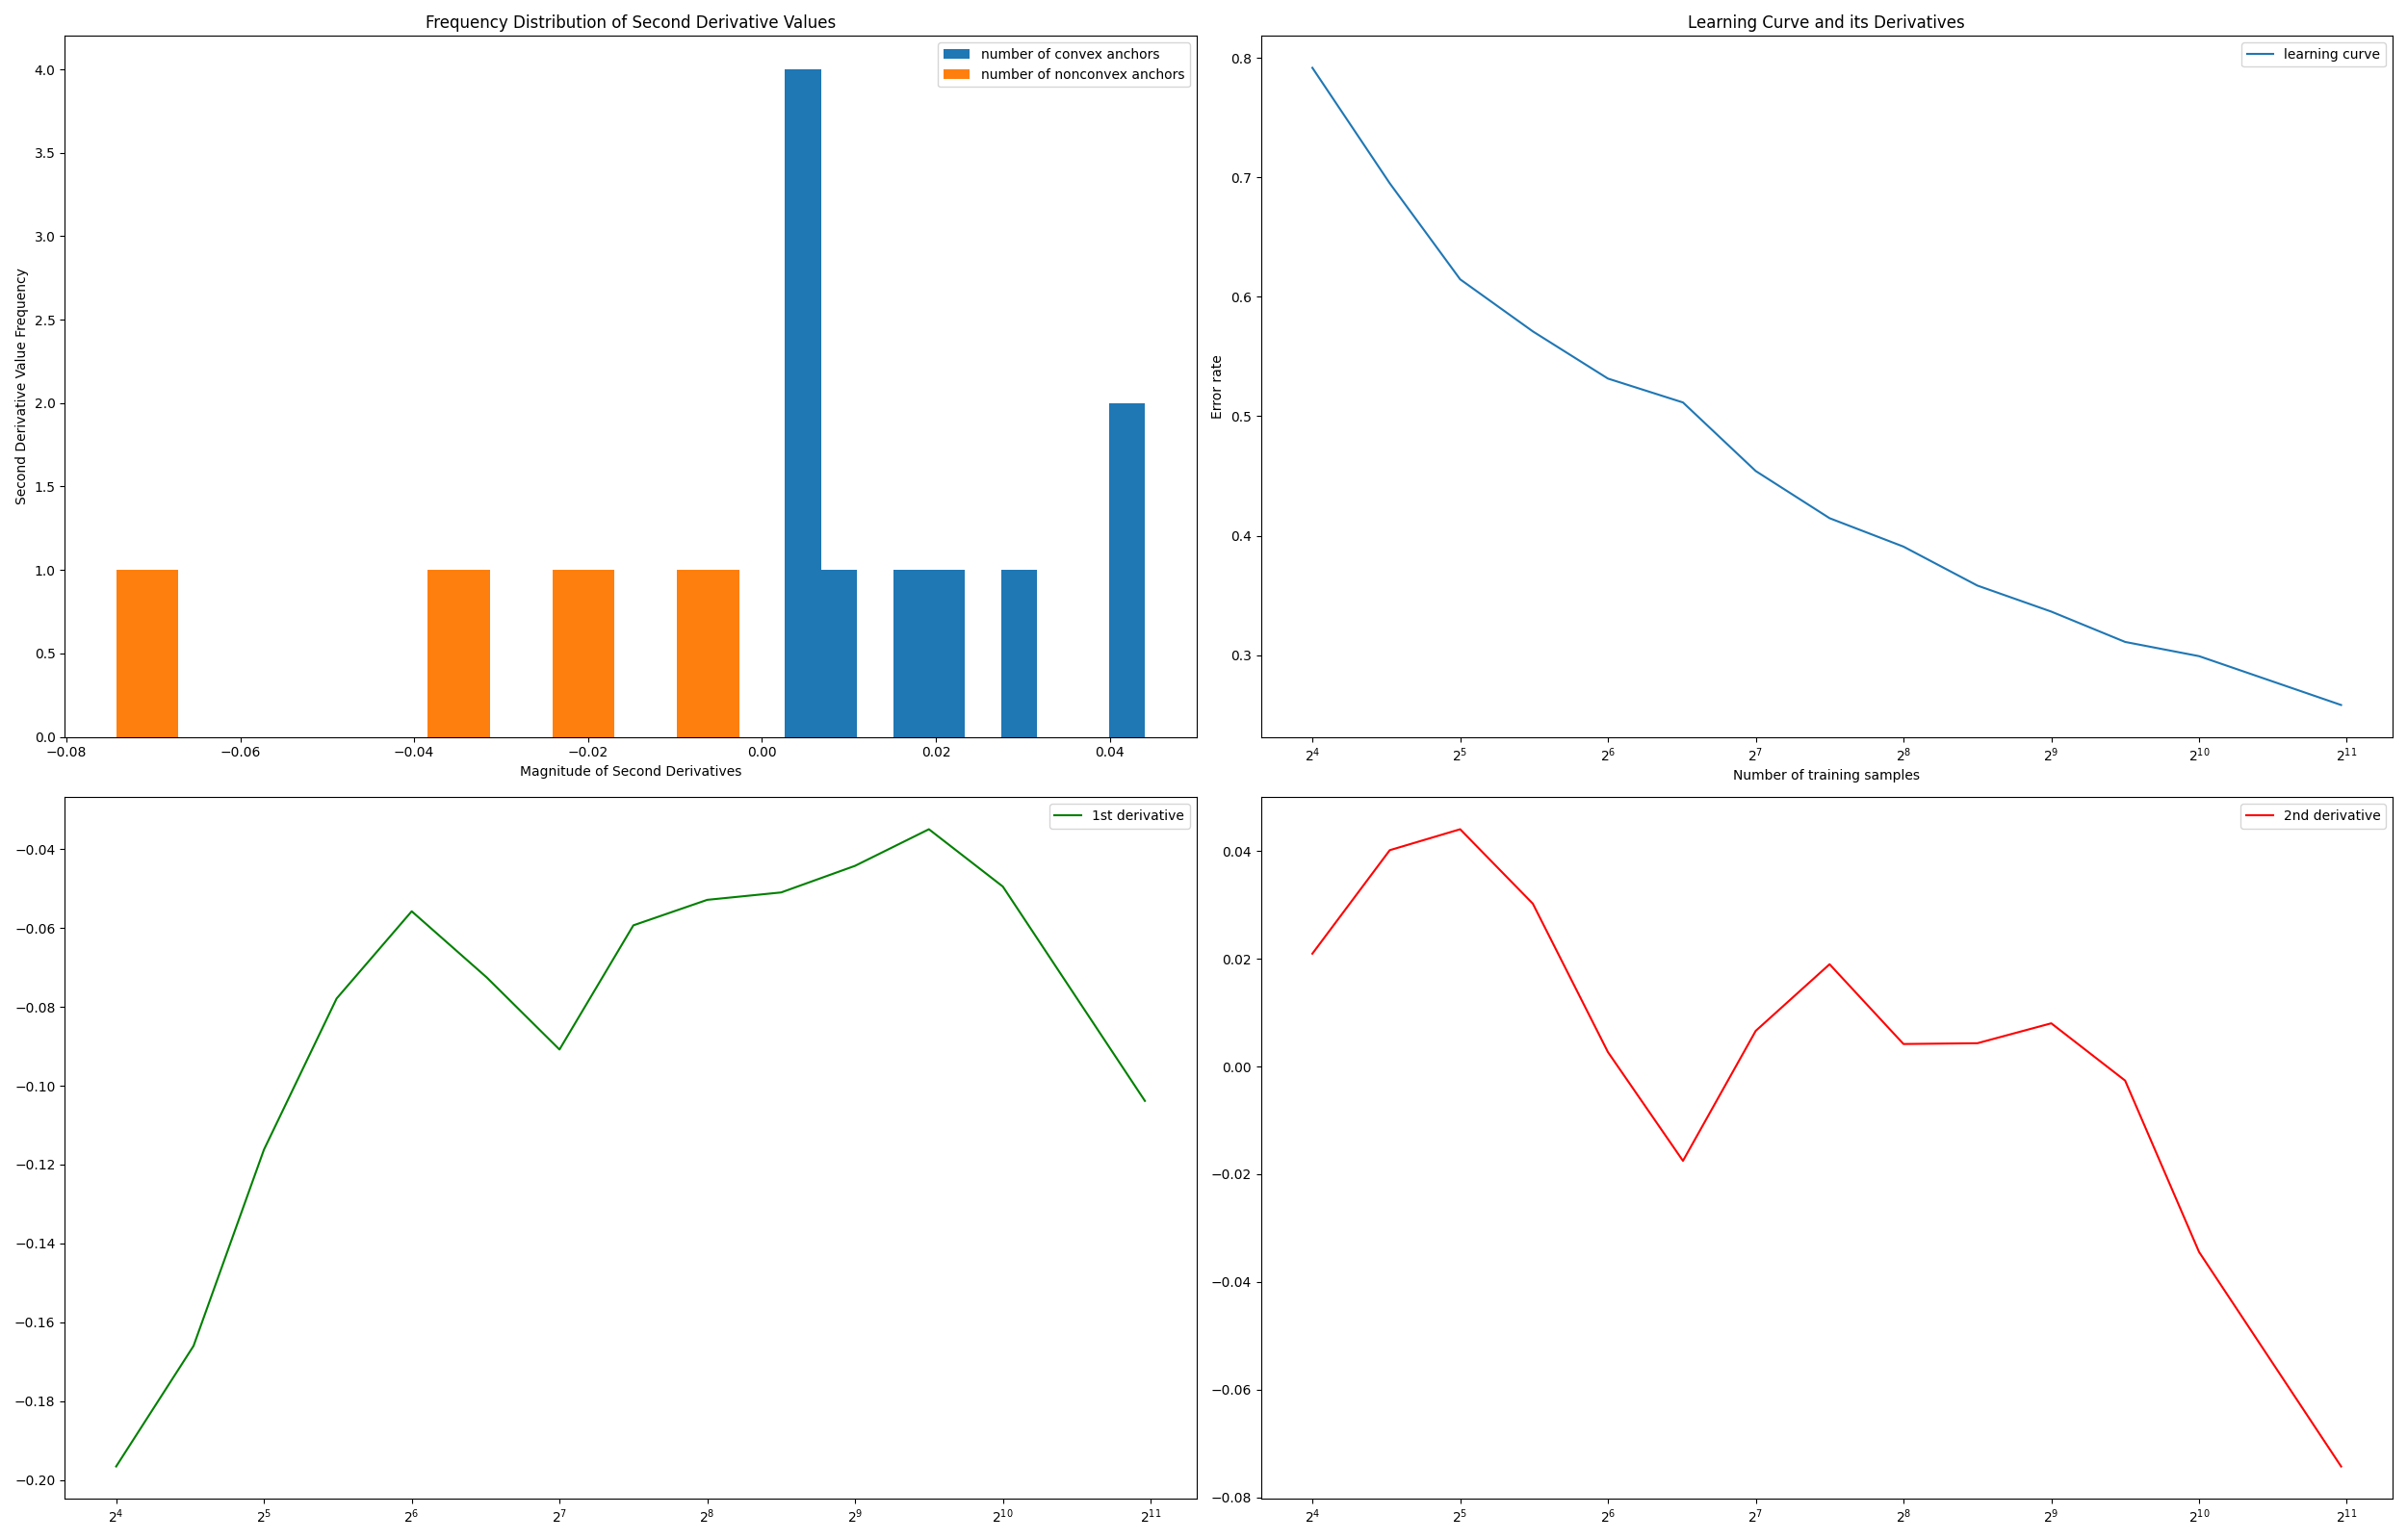 Frequency Distribution of Second Derivative Values
number of convex anchors
number of nonconvex anchors
4.0
3.5
3.0
2.5
2.0
1.5
1.0
0.5
0.0
Second Derivative Value Frequency
−0.08 −0.06 −0.04 −0.02 0.00 0.02 0.04
Magnitude of Second Derivatives
Learning Curve and its Derivatives
learning curve
0.8
0.7
0.6
0.5
0.4
0.3
Error rate
2⁴ 2⁵ 2⁶ 2⁷ 2⁸ 2⁹ 2¹⁰ 2¹¹
Number of training samples
1st derivative
−0.04
−0.06
−0.08
−0.10
−0.12
−0.14
−0.16
−0.18
−0.20
2⁴ 2⁵ 2⁶ 2⁷ 2⁸ 2⁹ 2¹⁰ 2¹¹
2nd derivative
0.04
0.02
0.00
−0.02
−0.04
−0.06
−0.08
2⁴ 2⁵ 2⁶ 2⁷ 2⁸ 2⁹ 2¹⁰ 2¹¹